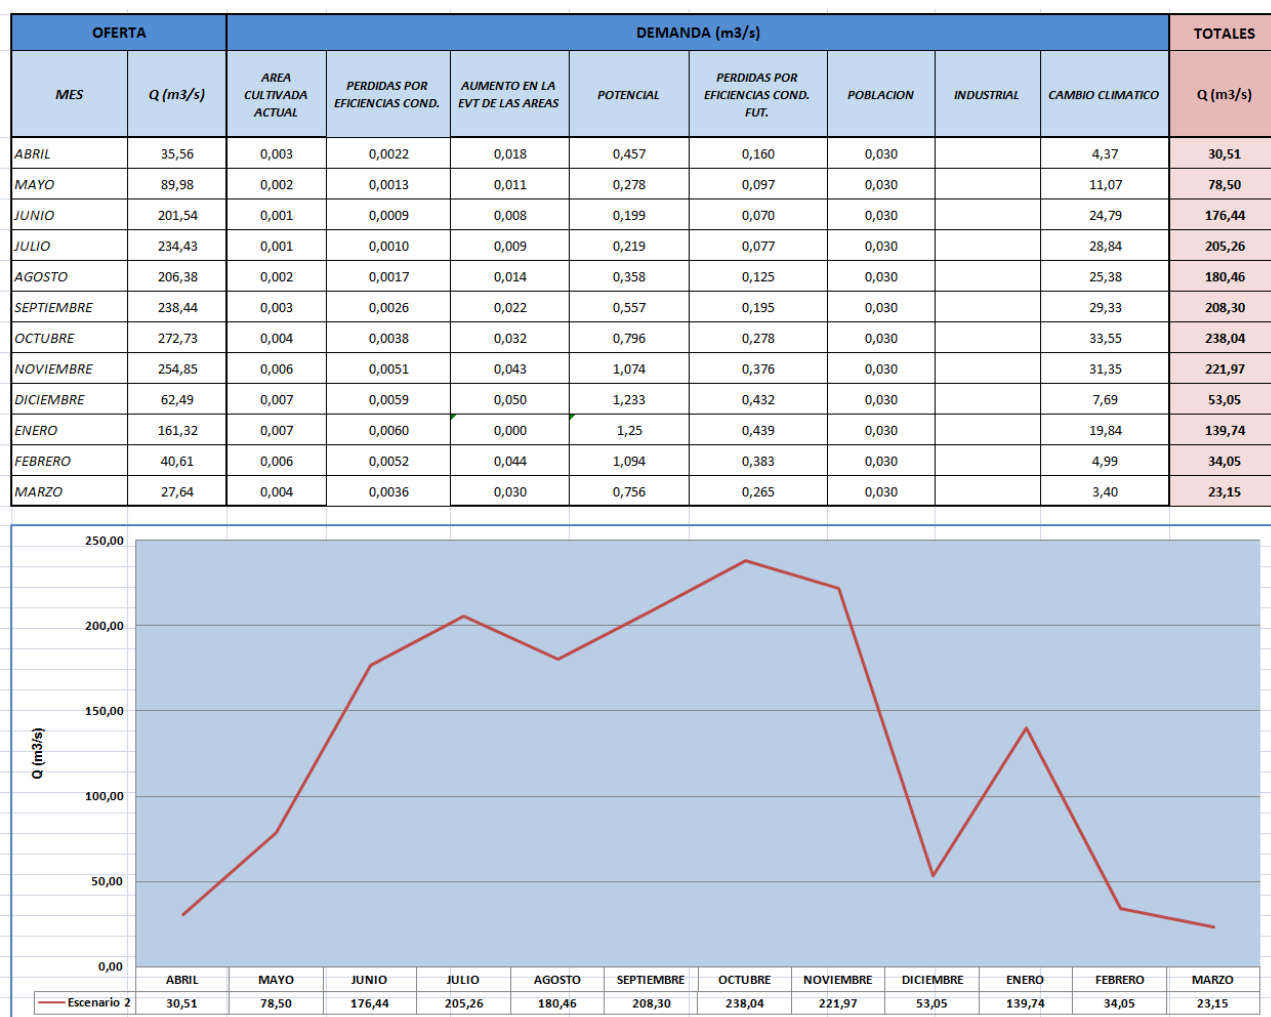 OFERTA DEMANDA (m3/s) TOTALES
MES Q (m3/s) AREA CULTIVADA ACTUAL PERDIDAS POR EFICIENCIAS COND. AUMENTO EN LA EVT DE LAS AREAS POTENCIAL PERDIDAS POR EFICIENCIAS COND. FUT. POBLACION INDUSTRIAL CAMBIO CLIMATICO Q (m3/s)
ABRIL 35,56 0,003 0,0022 0,018 0,457 0,160 0,030 4,37 30,51
MAYO 89,98 0,002 0,0013 0,011 0,278 0,097 0,030 11,07 78,50
JUNIO 201,54 0,001 0,0009 0,008 0,199 0,070 0,030 24,79 176,44
JULIO 234,43 0,001 0,0010 0,009 0,219 0,077 0,030 28,84 205,26
AGOSTO 206,38 0,002 0,0017 0,014 0,358 0,125 0,030 25,38 180,46
SEPTIEMBRE 238,44 0,003 0,0026 0,022 0,557 0,195 0,030 29,33 208,30
OCTUBRE 272,73 0,004 0,0038 0,032 0,796 0,278 0,030 33,55 238,04
NOVIEMBRE 254,85 0,006 0,0051 0,043 1,074 0,376 0,030 31,35 221,97
DICIEMBRE 62,49 0,007 0,0059 0,050 1,233 0,432 0,030 7,69 53,05
ENERO 161,32 0,007 0,0060 0,000 1,25 0,439 0,030 19,84 139,74
FEBRERO 40,61 0,006 0,0052 0,044 1,094 0,383 0,030 4,99 34,05
MARZO 27,64 0,004 0,0036 0,030 0,756 0,265 0,030 3,40 23,15
250,00
200,00
150,00
Q (m3/s)
100,00
50,00
0,00
ABRIL MAYO JUNIO JULIO AGOSTO SEPTIEMBRE OCTUBRE NOVIEMBRE DICIEMBRE ENERO FEBRERO MARZO
Escenario 2 30,51 78,50 176,44 205,26 180,46 208,30 238,04 221,97 53,05 139,74 34,05 23,15